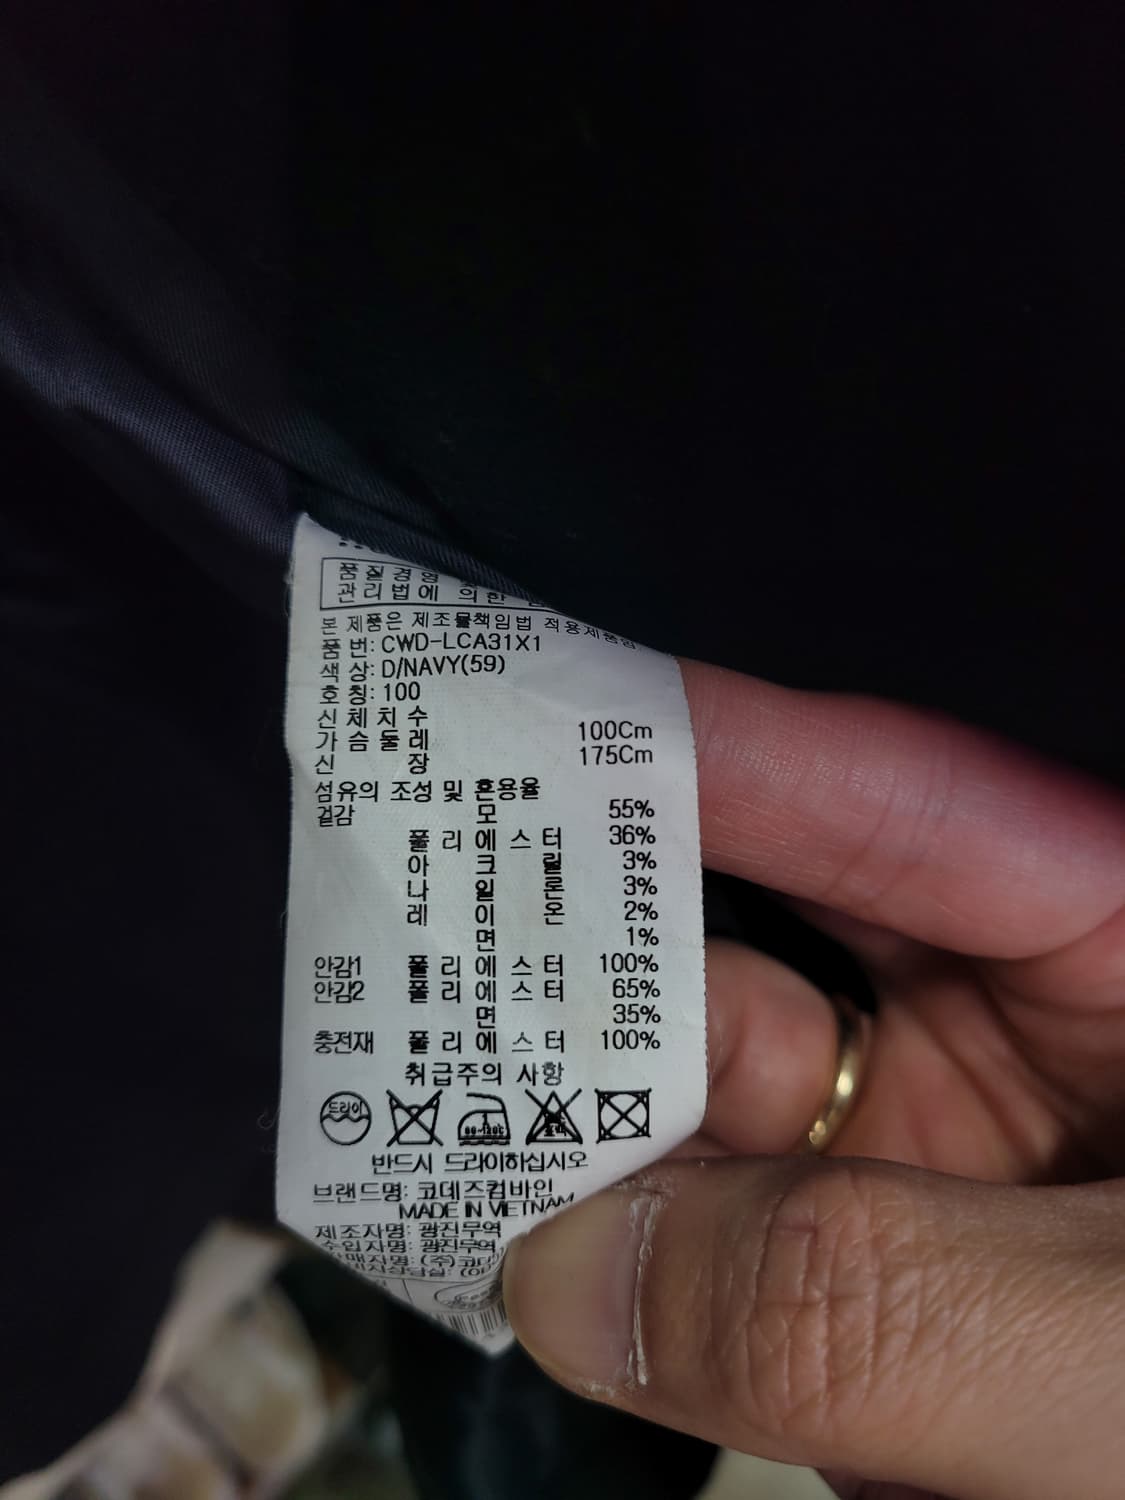 품질경영
관리법에 의한
본 제품은 제조물책임법 적용제품임
품 번: CWD-LCA31X1
색 상: D/NAVY(59)
호 칭: 100
신 체 치 수
가 슴 둘 레 100Cm
신 장 175Cm
섬유의 조성 및 혼용율
겉감 모 55%
폴 리 에 스 터 36%
아 크 릴 3%
나 일 론 3%
레 이 온 2%
면 1%
안감1 폴 리 에 스 터 100%
안감2 폴 리 에 스 터 65%
면 35%
충전재 폴 리 에 스 터 100%
취급주의 사항
드라이 80~120℃
반드시 드라이하십시오
브랜드명: 코데즈컴바인
MADE IN VIETNAM
제조자명: 광진무역
수입자명: 광진무역
판매자명: (주)코